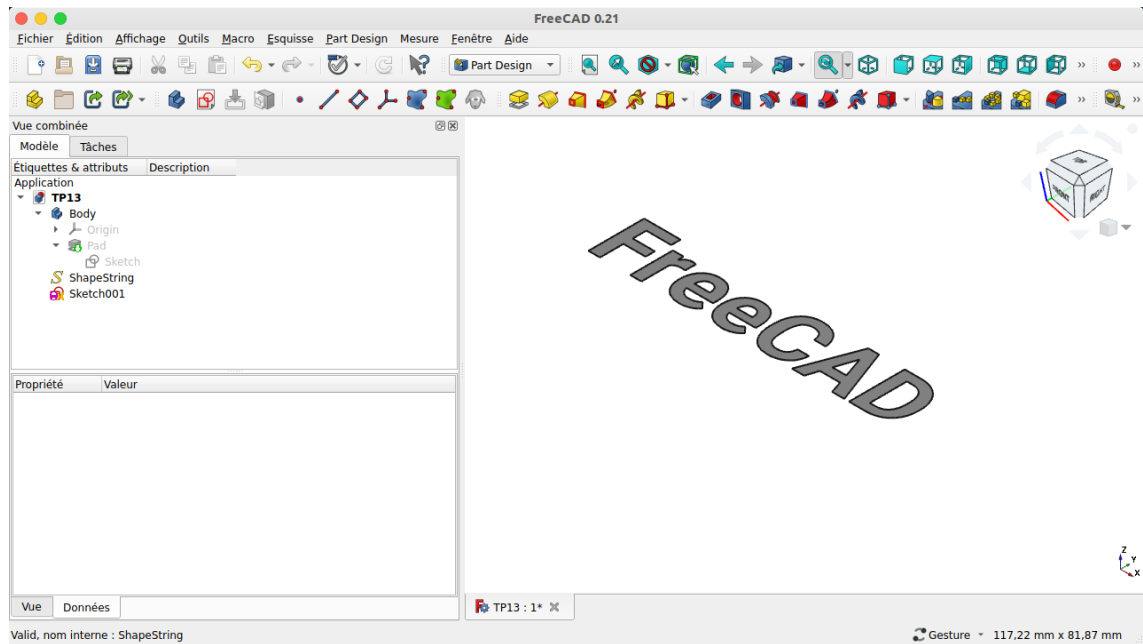 FreeCAD 0.21
Fichier Édition Affichage Outils Macro Esquisse Part Design Mesure Fenêtre Aide
Part Design
Vue combinée
Modèle Tâches
Étiquettes & attributs Description
Application
TP13
Body
Origin
Pad
Sketch
ShapeString
Sketch001
FreeCAD
FRONT RIGHT
Propriété Valeur
Z
Y
X
Vue Données
TP13 : 1*
Valid, nom interne : ShapeString
Gesture 117,22 mm x 81,87 mm